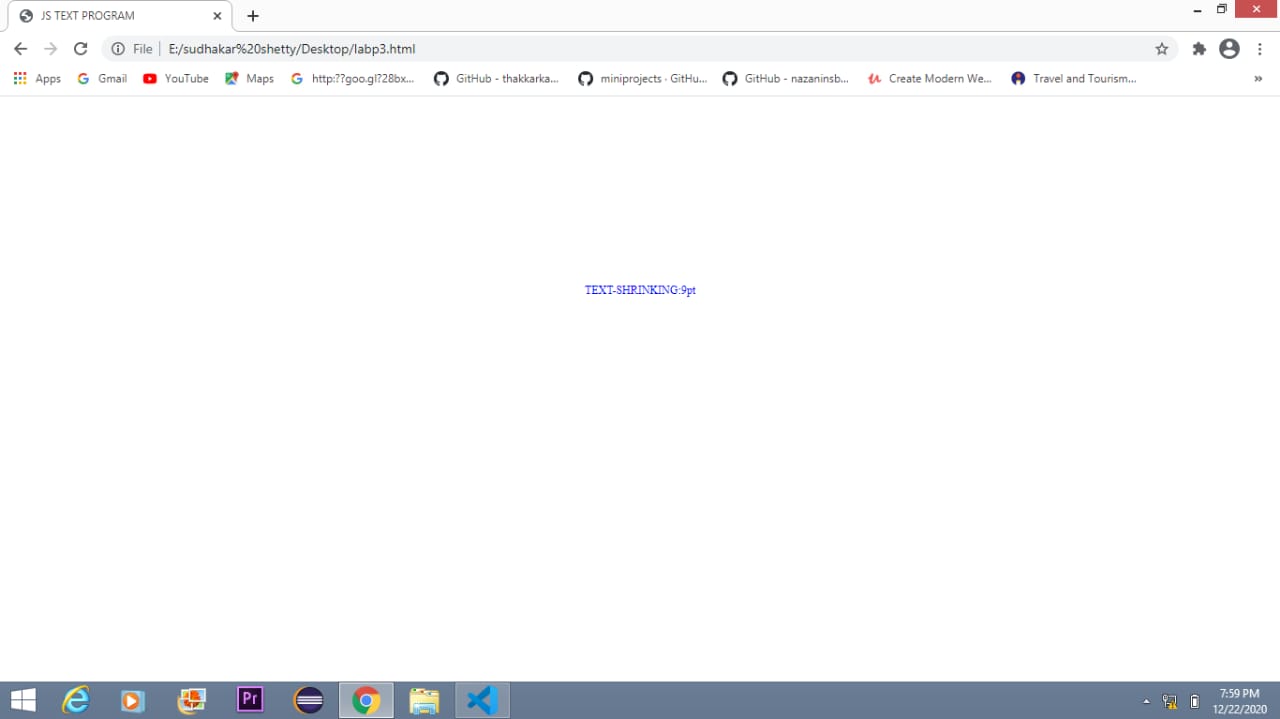 JS TEXT PROGRAM
File E:/sudhakar%20shetty/Desktop/labp3.html
Apps Gmail YouTube Maps http:??goo.gl?28bx... GitHub - thakkarka... miniprojects · GitHu... GitHub - nazaninsb... Create Modern We... Travel and Tourism... »
TEXT-SHRINKING:9pt
Pr
7:59 PM
12/22/2020